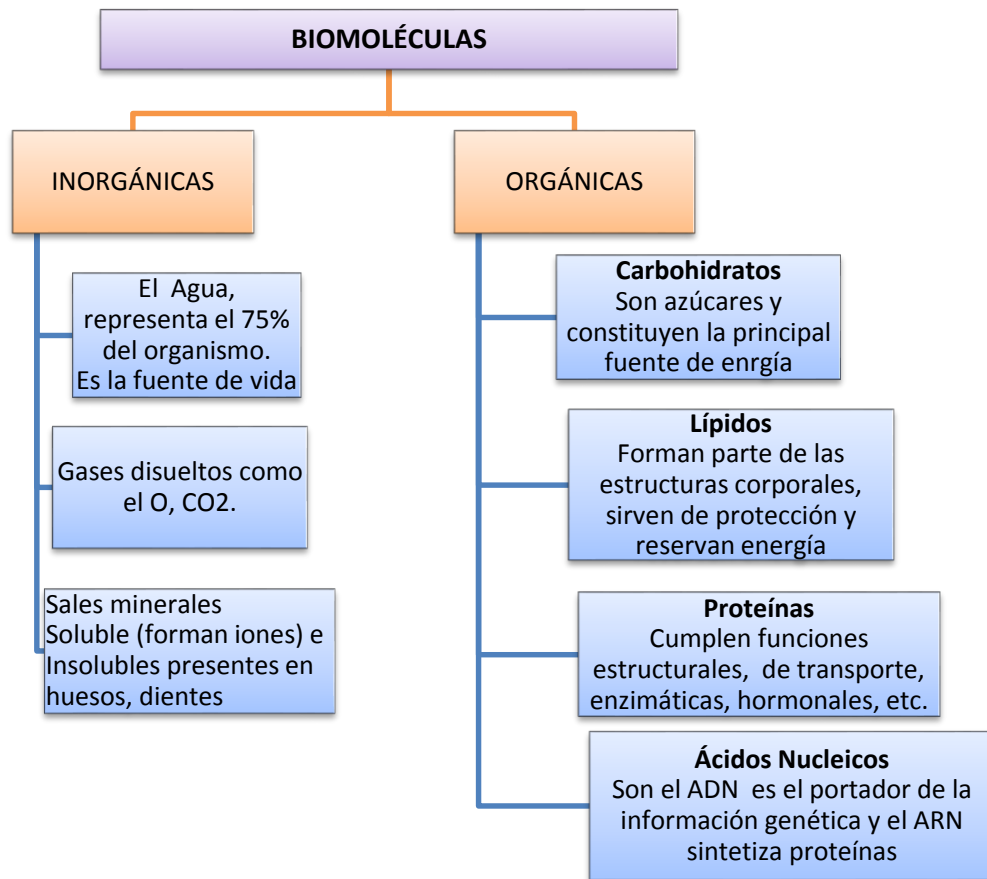 BIOMOLÉCULAS
INORGÁNICAS
El Agua,
representa el 75%
del organismo.
Es la fuente de vida
Gases disueltos como
el O, CO2.
Sales minerales
Soluble (forman iones) e
Insolubles presentes en
huesos, dientes
ORGÁNICAS
Carbohidratos
Son azúcares y
constituyen la principal
fuente de enrgía
Lípidos
Forman parte de las
estructuras corporales,
sirven de protección y
reservan energía
Proteínas
Cumplen funciones
estructurales, de transporte,
enzimáticas, hormonales, etc.
Ácidos Nucleicos
Son el ADN es el portador de la
información genética y el ARN
sintetiza proteínas